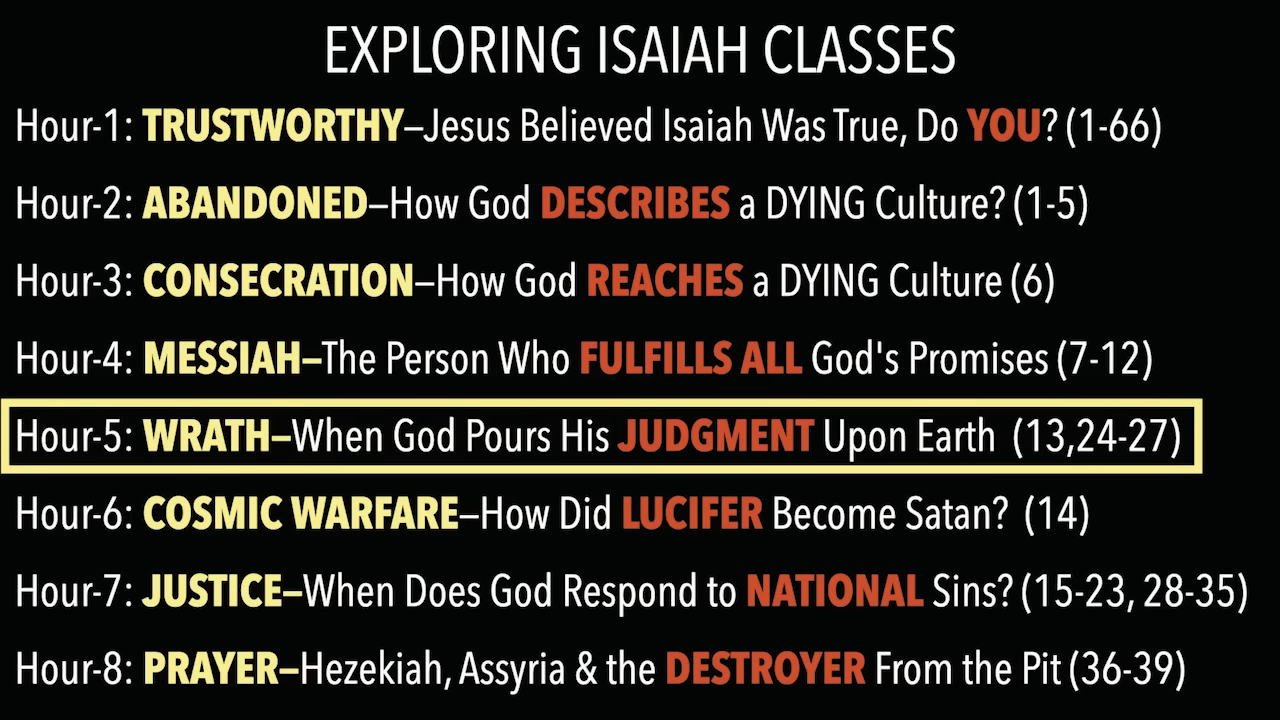 EXPLORING ISAIAH CLASSES
Hour-1: TRUSTWORTHY–Jesus Believed Isaiah Was True, Do YOU? (1-66)
Hour-2: ABANDONED–How God DESCRIBES a DYING Culture? (1-5)
Hour-3: CONSECRATION–How God REACHES a DYING Culture (6)
Hour-4: MESSIAH–The Person Who FULFILLS ALL God's Promises (7-12)
Hour-5: WRATH–When God Pours His JUDGMENT Upon Earth (13,24-27)
Hour-6: COSMIC WARFARE–How Did LUCIFER Become Satan? (14)
Hour-7: JUSTICE–When Does God Respond to NATIONAL Sins? (15-23, 28-35)
Hour-8: PRAYER–Hezekiah, Assyria & the DESTROYER From the Pit (36-39)